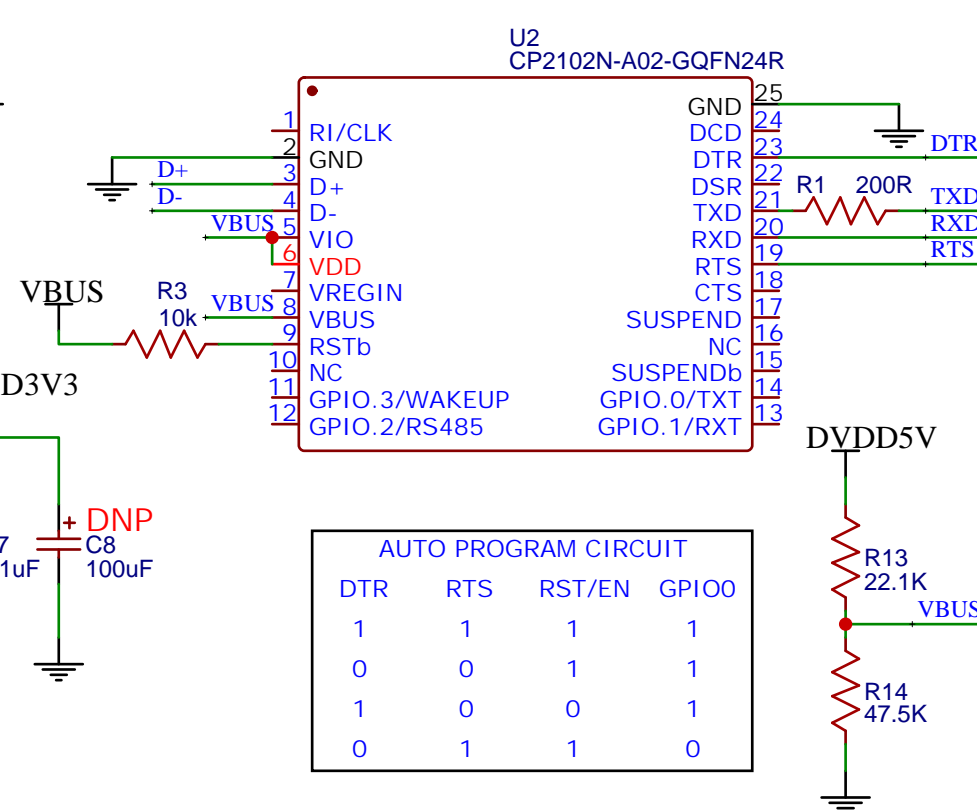 U2
CP2102N-A02-GQFN24R
1 RI/CLK
2 GND
D+ 3 D+
D- 4 D-
VBUS 5 VIO
6 VDD
7 VREGIN
VBUS 8 VBUS
9 RSTb
10 NC
11 GPIO.3/WAKEUP
12 GPIO.2/RS485
VBUS
R3
10k
D3V3
GND 25
DCD 24
DTR 23 DTR
DSR 22
TXD 21 R1 200R TXD
RXD 20 RXD
RTS 19 RTS
CTS 18
SUSPEND 17
NC 16
SUSPENDb 15
GPIO.0/TXT 14
GPIO.1/RXT 13
+ DNP
7 C8
1uF 100uF
AUTO PROGRAM CIRCUIT
DTR RTS RST/EN GPIO0
1 1 1 1
0 0 1 1
1 0 0 1
0 1 1 0
DVDD5V
R13
22.1K
VBUS
R14
47.5K